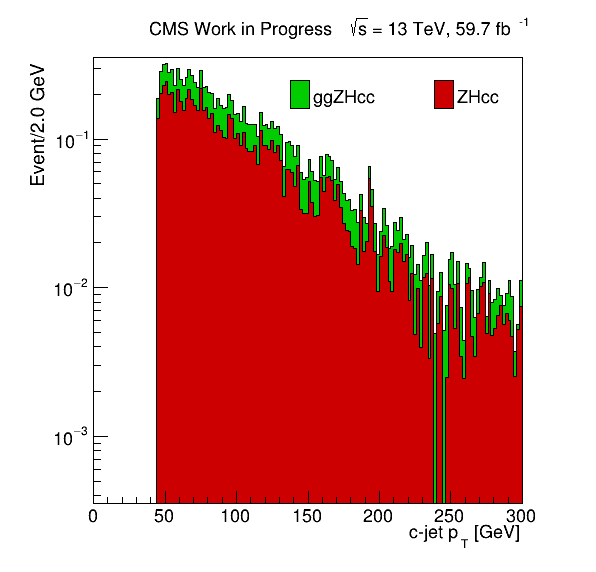 CMS Work in Progress √s = 13 TeV, 59.7 fb⁻¹
Event/2.0 GeV
ggZHcc ZHcc
10⁻¹
10⁻²
10⁻³
0 50 100 150 200 250 300
c-jet p_T [GeV]